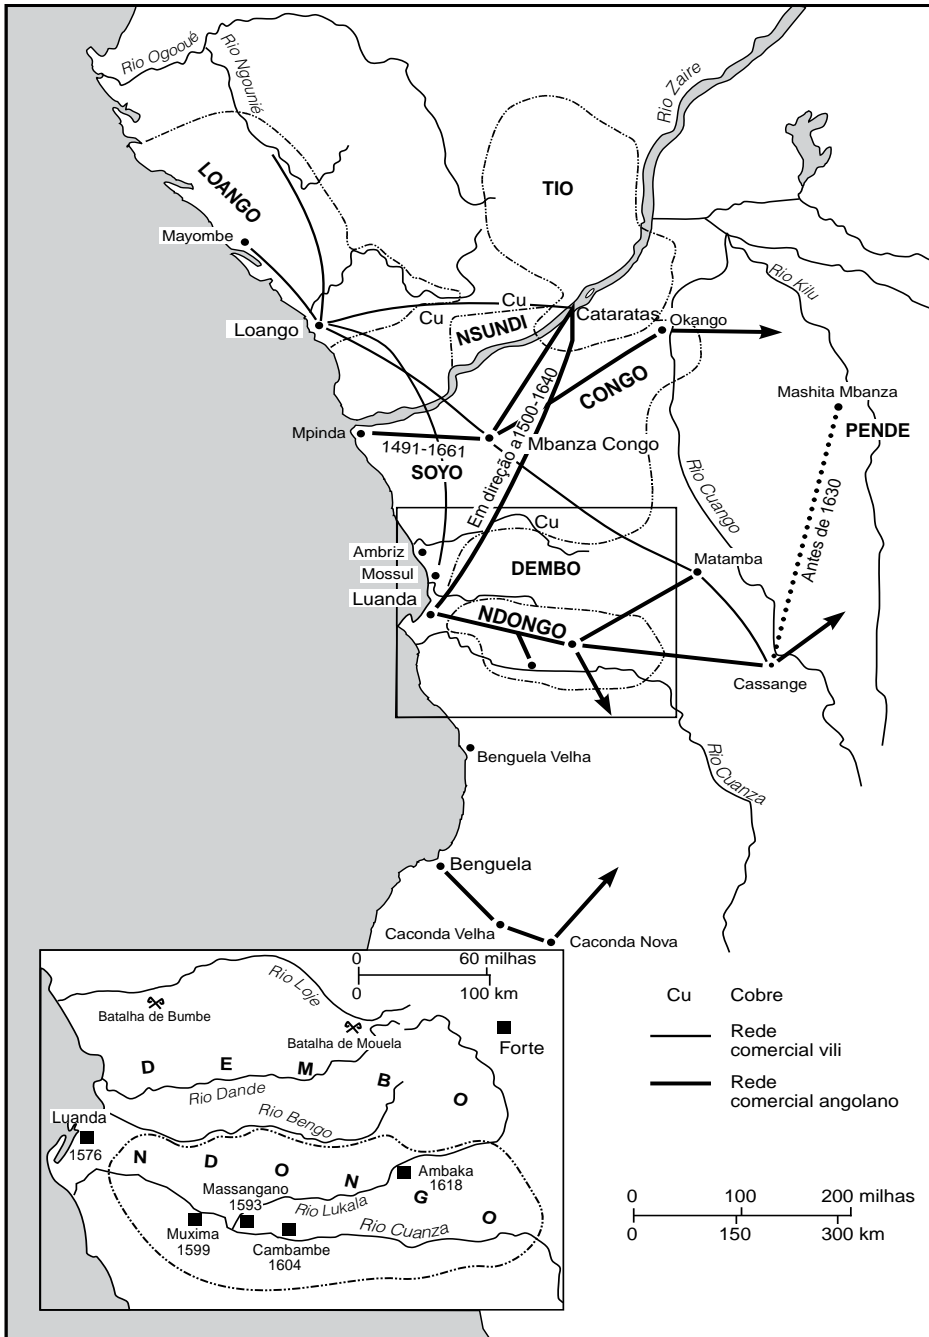 Rio Ogooué
Rio Ngounié
Rio Zaire
TIO
LOANGO
Mayombe
Rio Kilu
Cu
Loango
Cu
NSUNDI
Cataratas
Okango
CONGO
Mashita Mbanza
PENDE
Mpinda
1491-1661
SOYO
Mbanza Congo
Em direção a 1500-1640
Rio Cuango
Antes de 1630
Cu
Ambriz
DEMBO
Matamba
Mossul
Luanda
NDONGO
Cassange
Benguela Velha
Rio Cuanza
Benguela
Caconda Velha
Caconda Nova
0 60 milhas
0 100 km
Rio Loje
Batalha de Bumbe
Batalha de Mouela
Forte
D E M B O
Rio Dande
Rio Bengo
Luanda
1576
N D O N G O
Ambaka
1618
Massangano
1593
Rio Lukala
Muxima
1599
Cambambe
1604
Rio Cuanza
Cu Cobre
Rede
comercial vili
Rede
comercial angolano
0 100 200 milhas
0 150 300 km